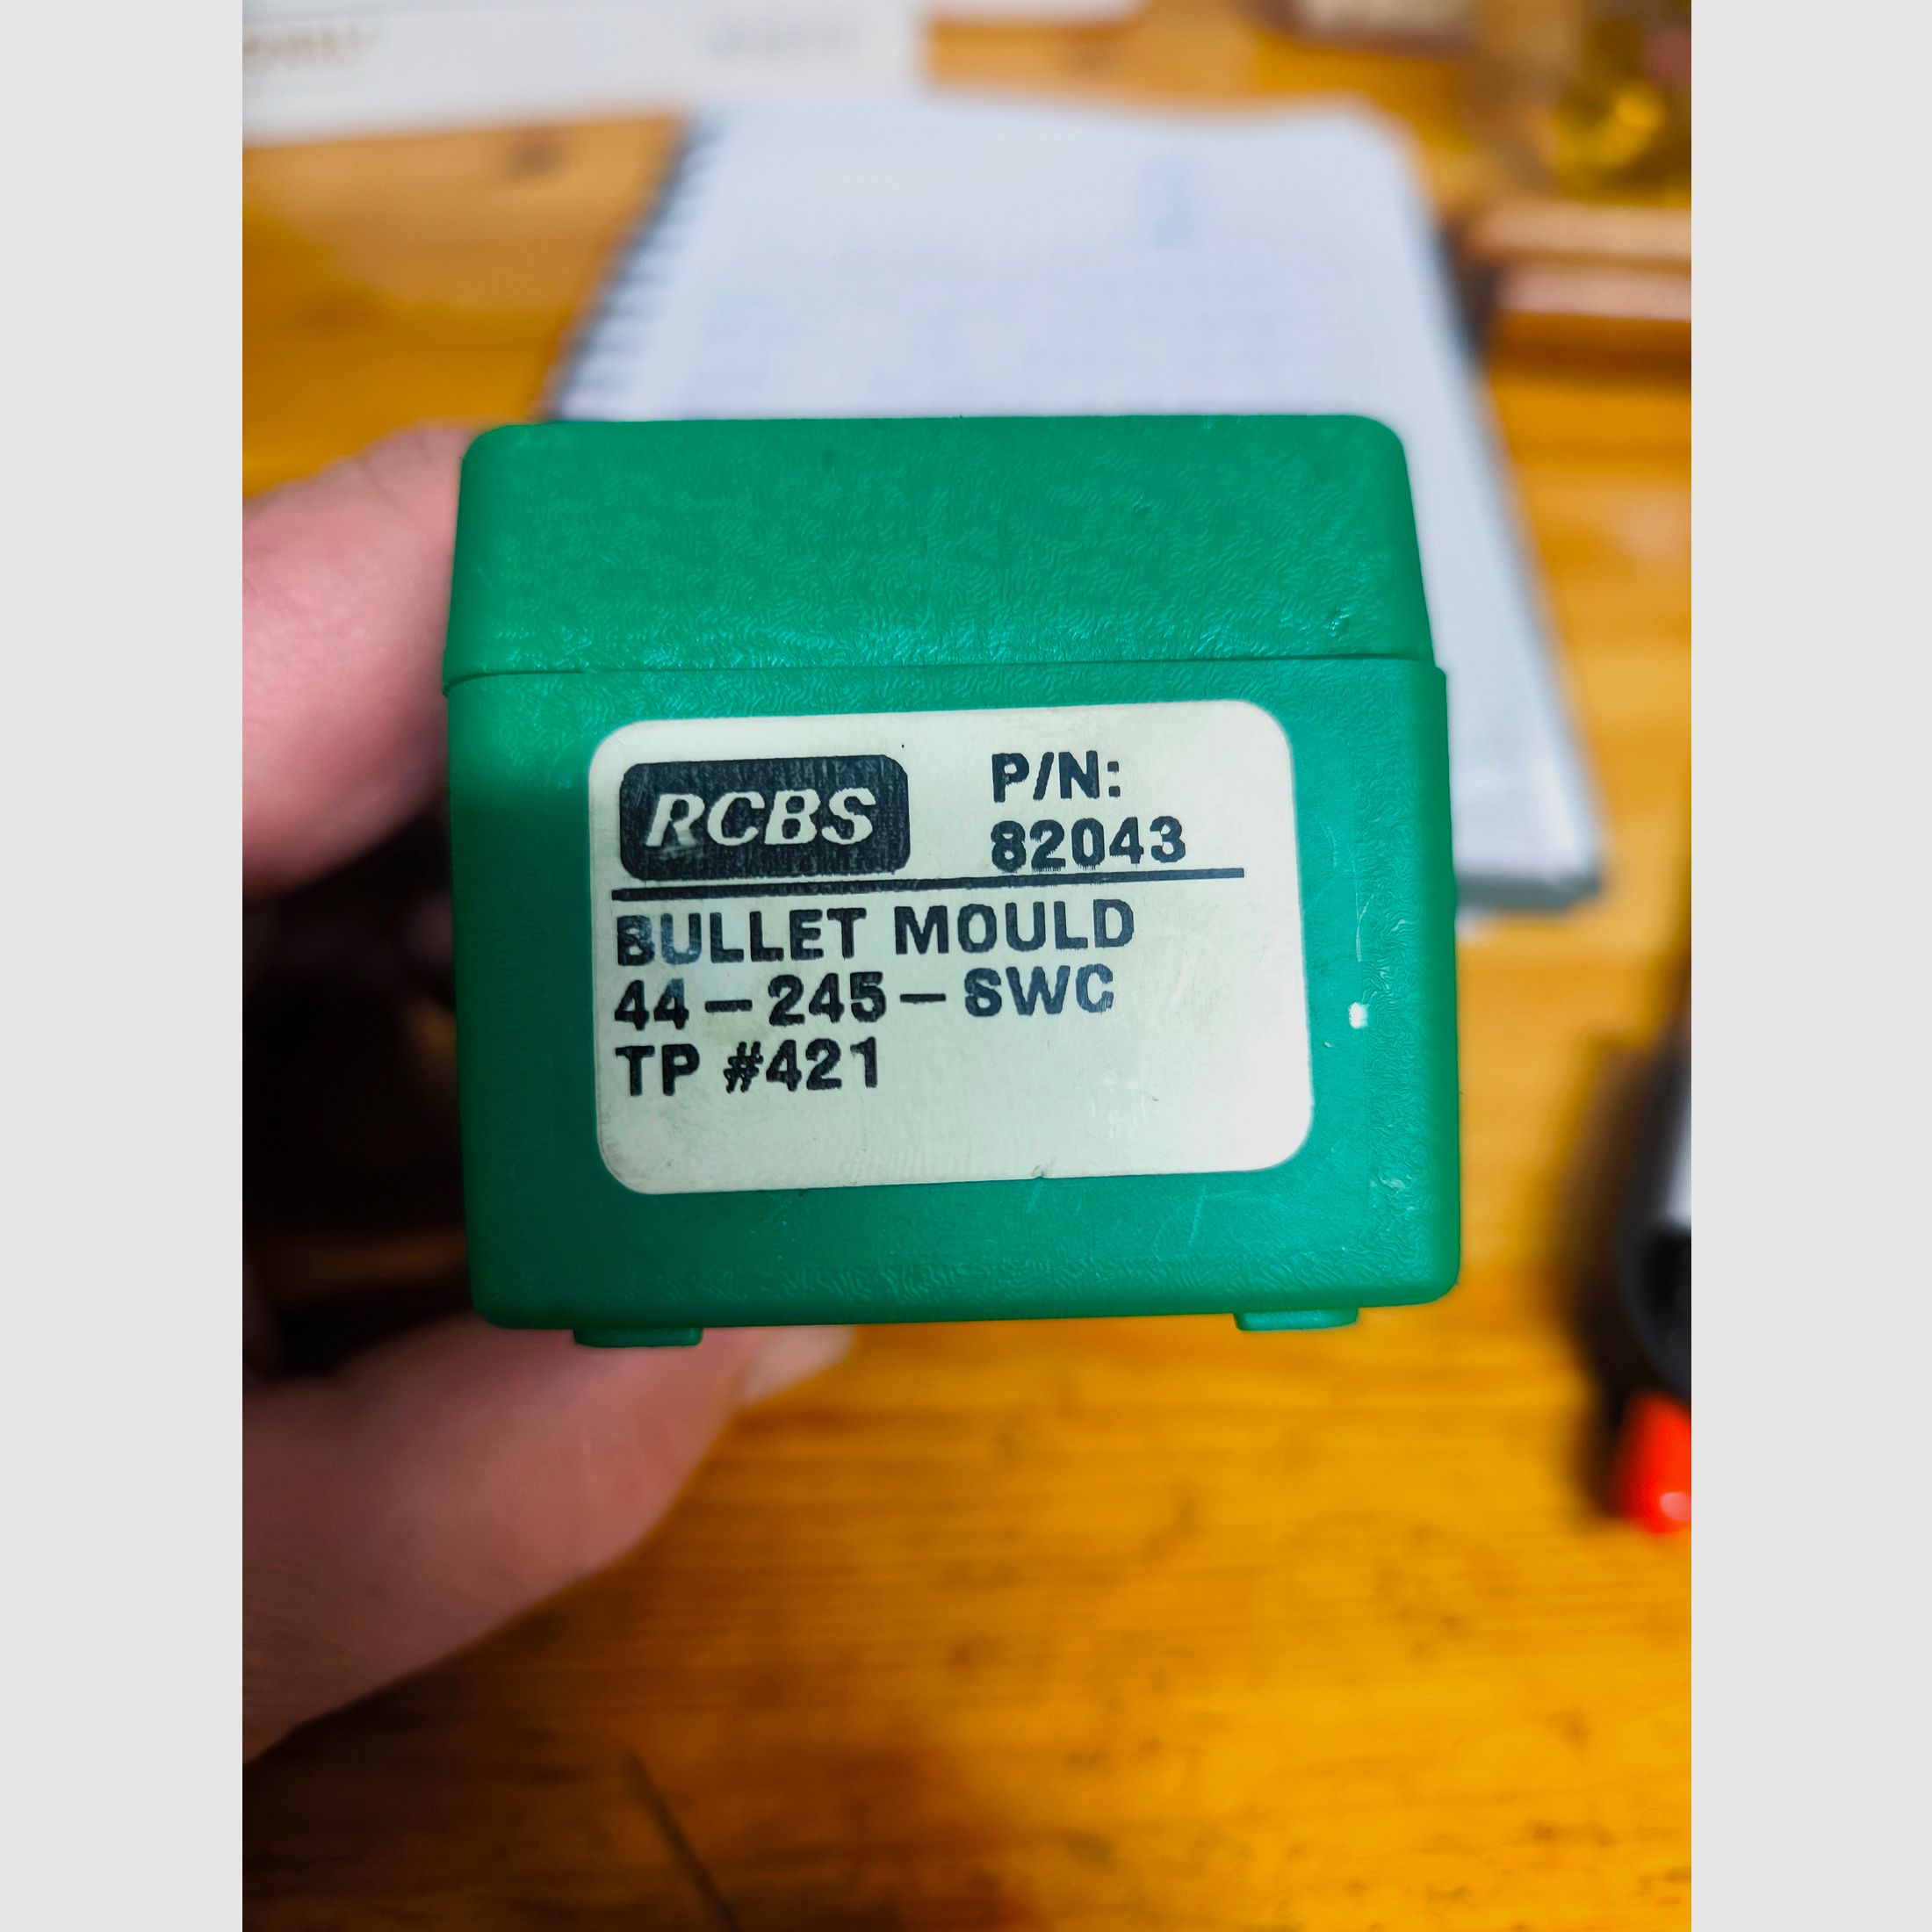 RCBS
P/N:
82043
BULLET MOULD
44-245-SWC
TP #421